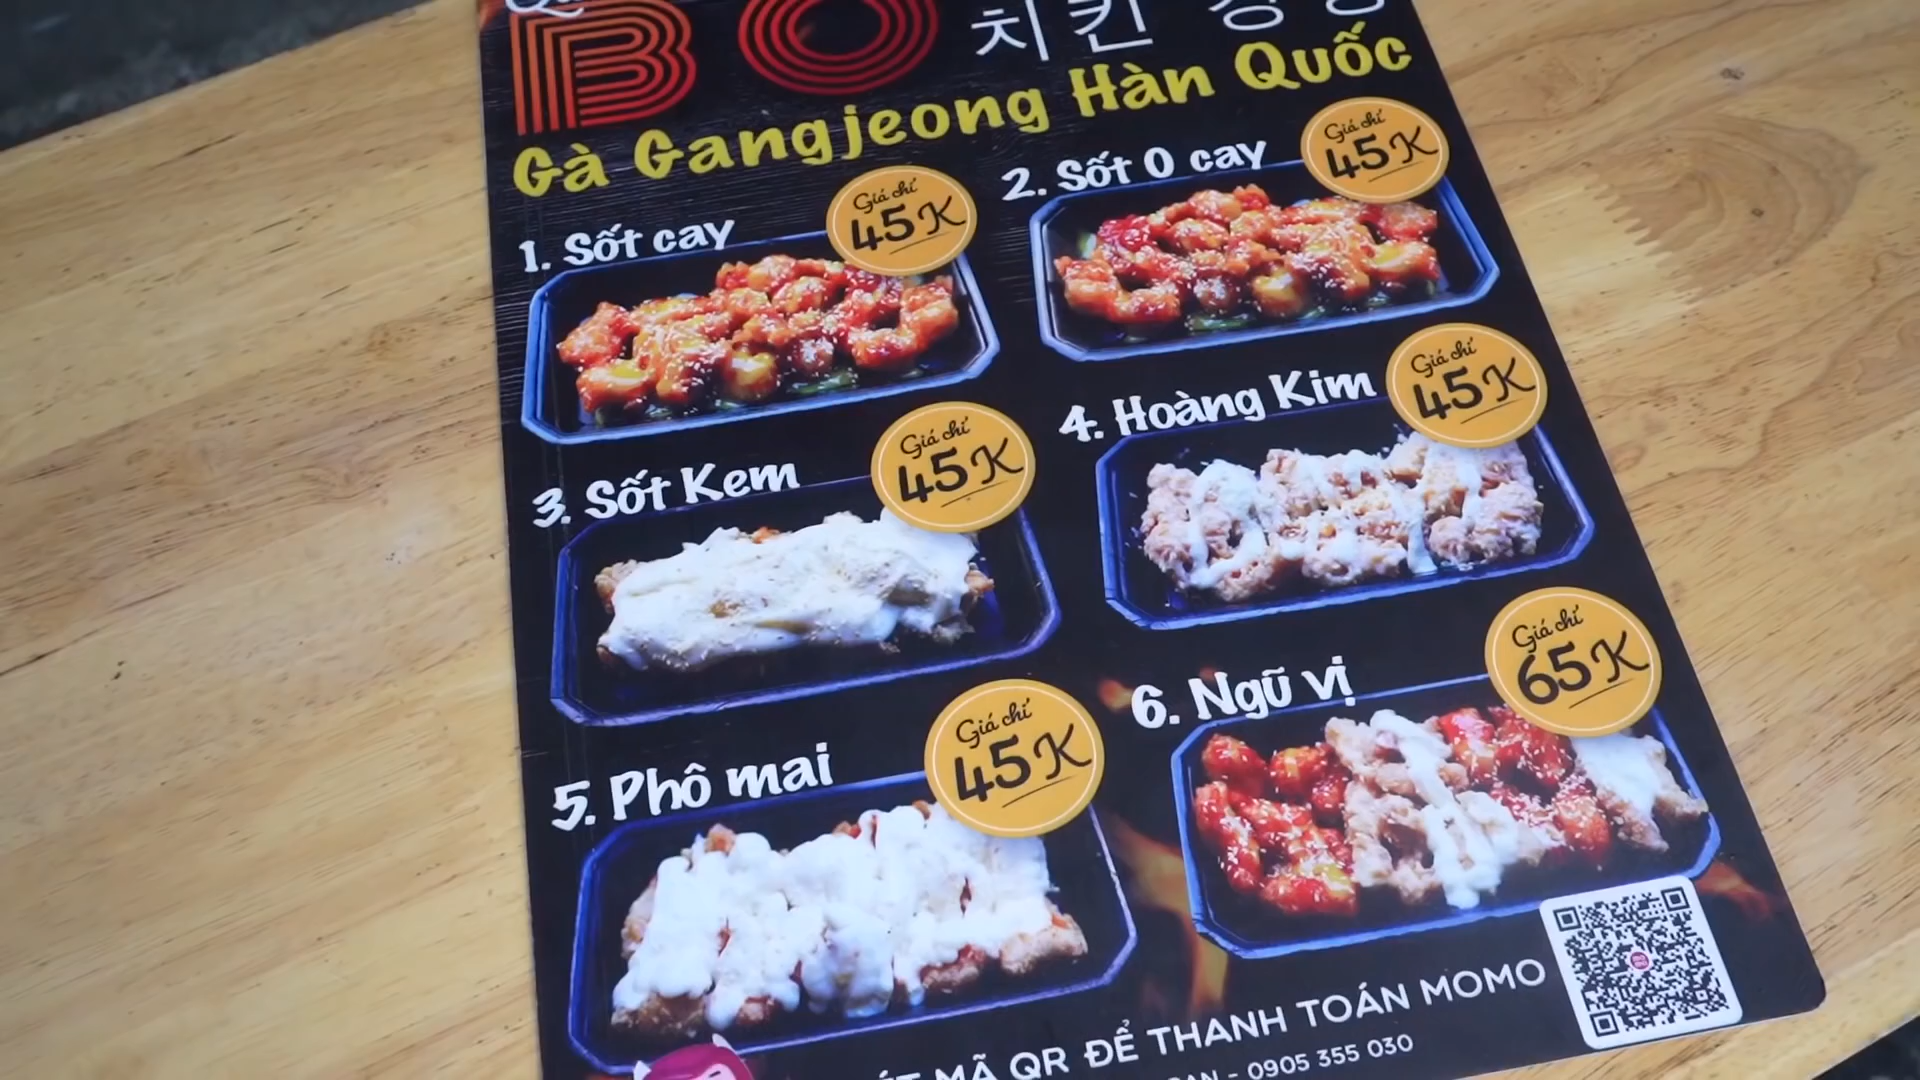 BO 치킨
Gà Gangjeong Hàn Quốc
1. Sốt cay
Giá chỉ
45K
2. Sốt O cay
Giá chỉ
45K
3. Sốt Kem
Giá chỉ
45K
4. Hoàng Kim
Giá chỉ
45K
5. Phô mai
Giá chỉ
45K
6. Ngũ vị
Giá chỉ
65K
MÃ QR ĐỂ THANH TOÁN MOMO
- 0905 355 030